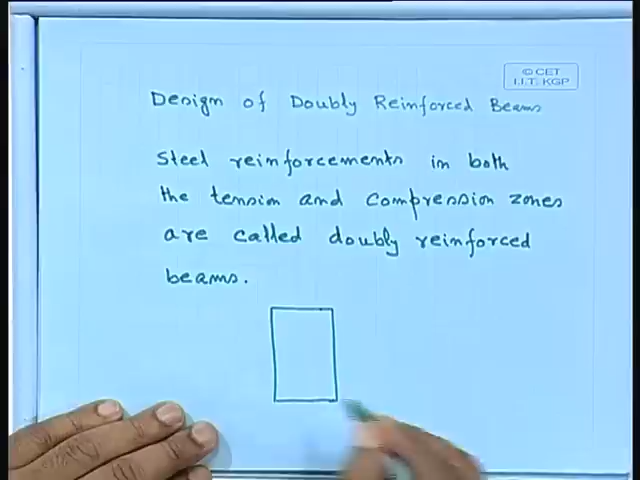 © CET
I.I.T. KGP
Design of Doubly Reinforced Beams
Steel reinforcements in both
the tension and compression zones
are called doubly reinforced
beams.